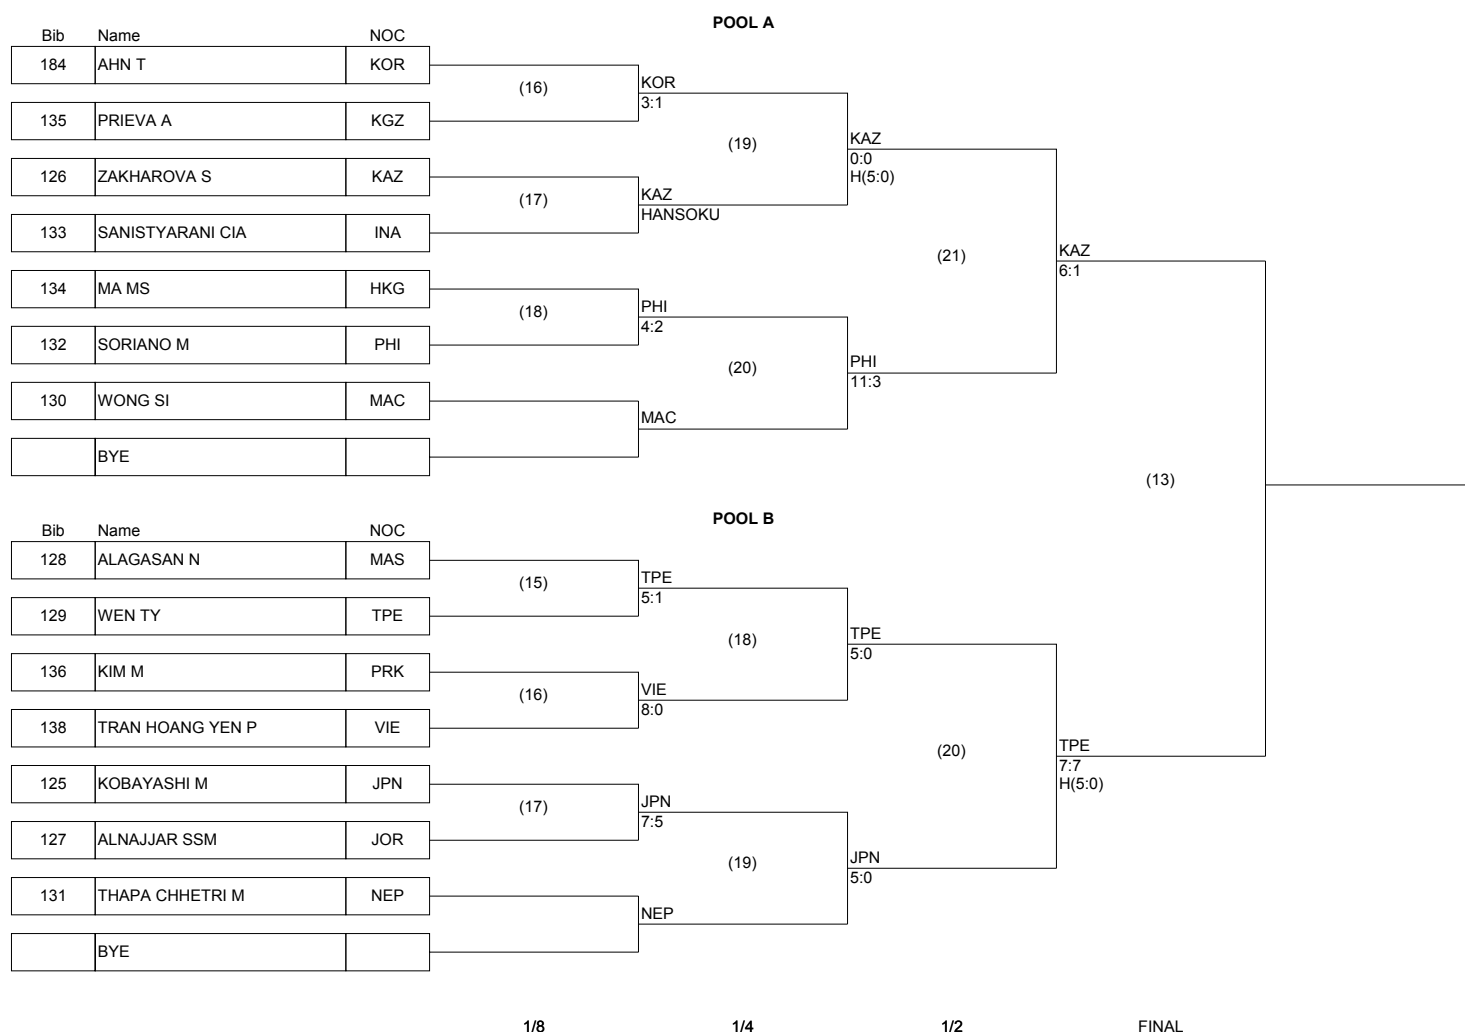 POOL A
Bib Name NOC
184 AHN T KOR
(16)
KOR
3:1
135 PRIEVA A KGZ
(19)
KAZ
0:0
H(5:0)
126 ZAKHAROVA S KAZ
(17)
KAZ
HANSOKU
133 SANISTYARANI CIA INA
(21)
KAZ
6:1
134 MA MS HKG
(18)
PHI
4:2
132 SORIANO M PHI
(20)
PHI
11:3
130 WONG SI MAC
MAC
BYE
(13)
POOL B
Bib Name NOC
128 ALAGASAN N MAS
(15)
TPE
5:1
129 WEN TY TPE
(18)
TPE
5:0
136 KIM M PRK
(16)
VIE
8:0
138 TRAN HOANG YEN P VIE
(20)
TPE
7:7
H(5:0)
125 KOBAYASHI M JPN
(17)
JPN
7:5
127 ALNAJJAR SSM JOR
(19)
JPN
5:0
131 THAPA CHHETRI M NEP
NEP
BYE
1/8 1/4 1/2 FINAL